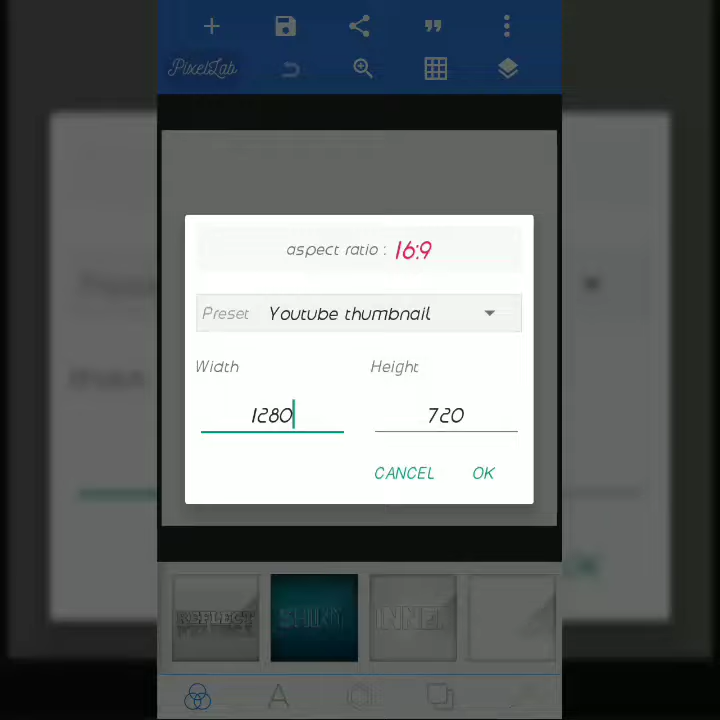 PixelLab
aspect ratio : 16:9
Preset Youtube thumbnail
Width Height
1280 720
CANCEL OK
REFLECT SHINY INNER